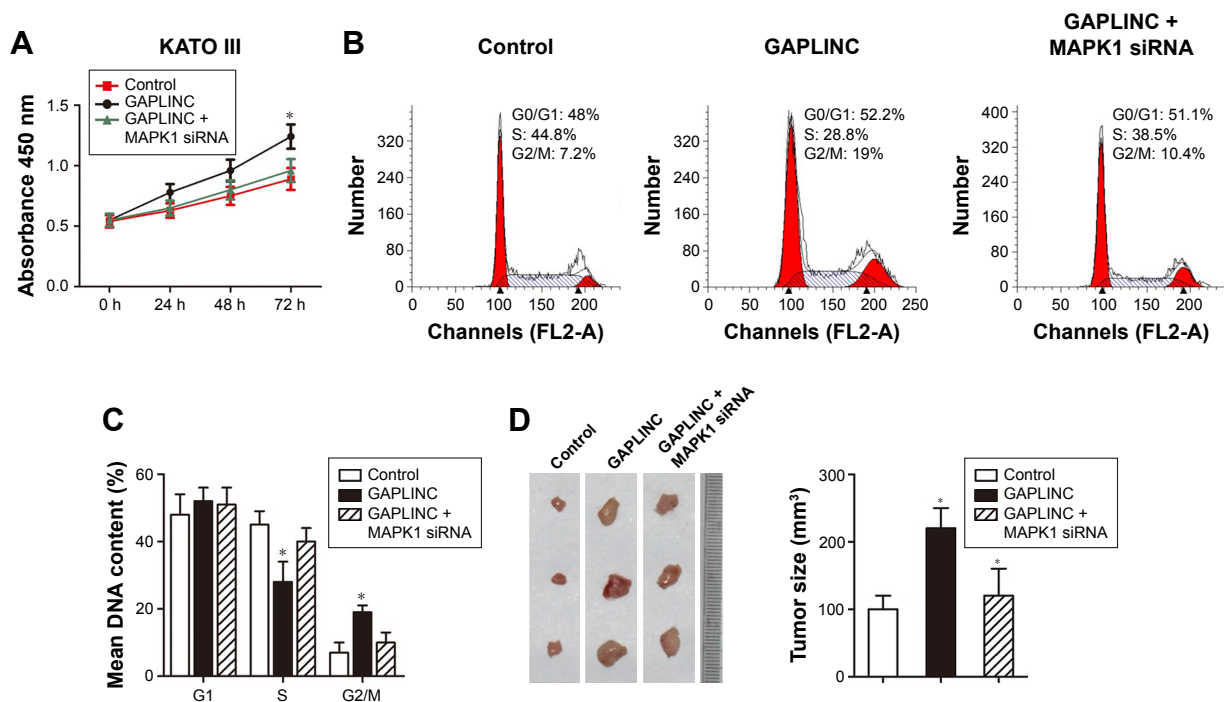 A
KATO III
Control
GAPLINC
GAPLINC +
MAPK1 siRNA
Absorbance 450 nm
1.5
1.0
0.5
0.0
*
0 h 24 h 48 h 72 h
B
Control
G0/G1: 48%
S: 44.8%
G2/M: 7.2%
Number
320
240
160
80
0
0 50 100 150 200
Channels (FL2-A)
GAPLINC
G0/G1: 52.2%
S: 28.8%
G2/M: 19%
Number
320
240
160
80
0
0 50 100 150 200 250
Channels (FL2-A)
GAPLINC +
MAPK1 siRNA
G0/G1: 51.1%
S: 38.5%
G2/M: 10.4%
Number
400
320
240
160
80
0
0 50 100 150 200
Channels (FL2-A)
C
Control
GAPLINC
GAPLINC +
MAPK1 siRNA
Mean DNA content (%)
60
40
20
0
*
*
G1 S G2/M
D
Control
GAPLINC
GAPLINC +
MAPK1 siRNA
Control
GAPLINC
GAPLINC +
MAPK1 siRNA
Tumor size (mm³)
300
200
100
0
*
*